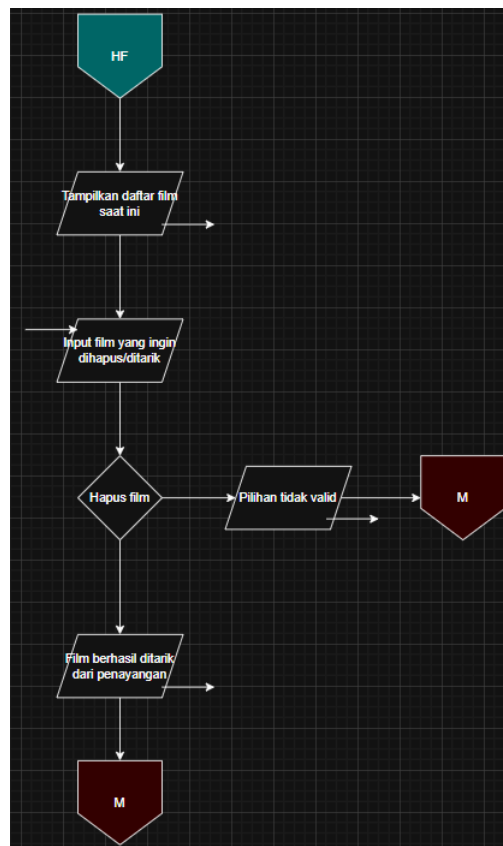 HF
Tampilkan daftar film
saat ini
Input film yang ingin
dihapus/ditarik
Hapus film
Pilihan tidak valid
M
Film berhasil ditarik
dari penayangan
M